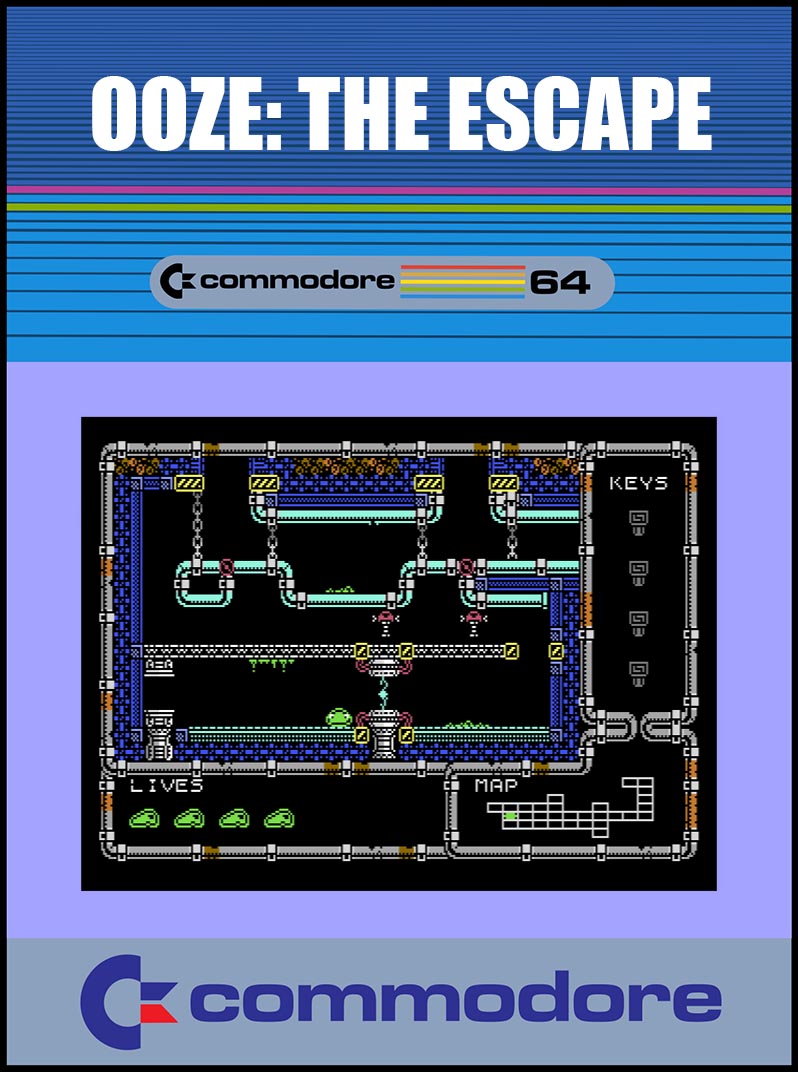 OOZE: THE ESCAPE
commodore 64
KEYS
LIVES
MAP
commodore